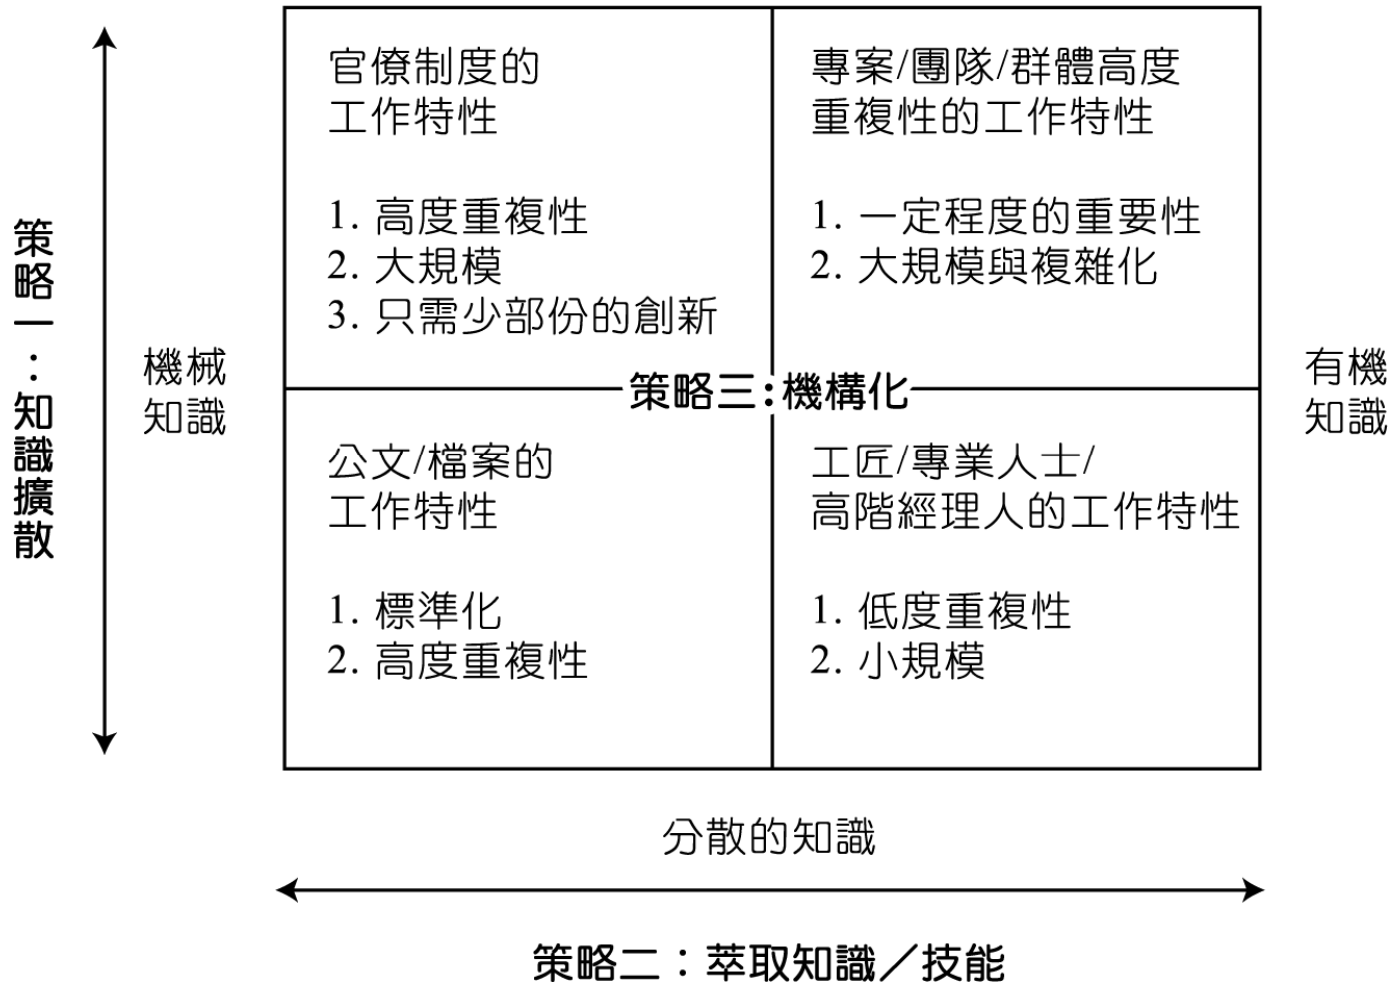 官僚制度的
工作特性
1. 高度重複性
2. 大規模
3. 只需少部份的創新
專案/團隊/群體高度
重複性的工作特性
1. 一定程度的重要性
2. 大規模與複雜化
策略一：知識擴散
機械
知識
策略三:機構化
有機
知識
公文/檔案的
工作特性
1. 標準化
2. 高度重複性
工匠/專業人士/
高階經理人的工作特性
1. 低度重複性
2. 小規模
分散的知識
策略二：萃取知識／技能